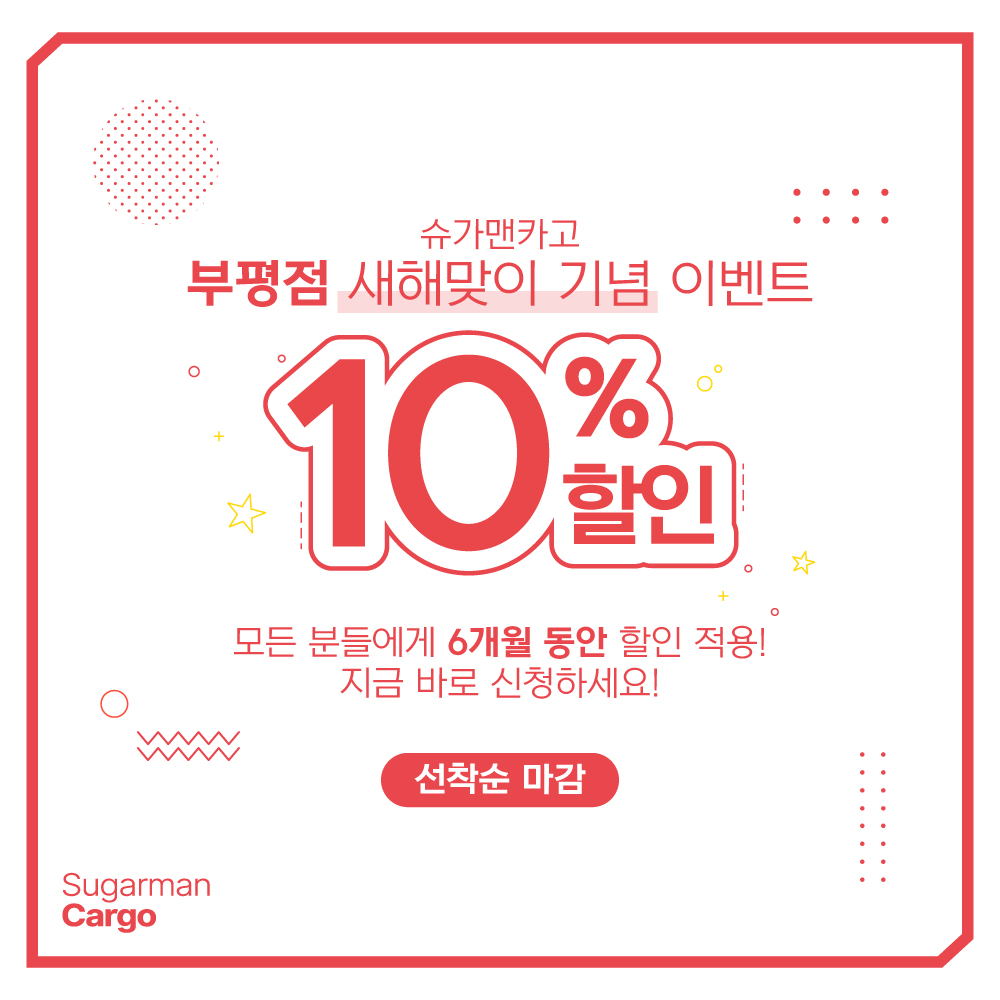 슈가맨카고
부평점 새해맞이 기념 이벤트
10%
할인
모든 분들에게 6개월 동안 할인 적용!
지금 바로 신청하세요!
선착순 마감
Sugarman
Cargo